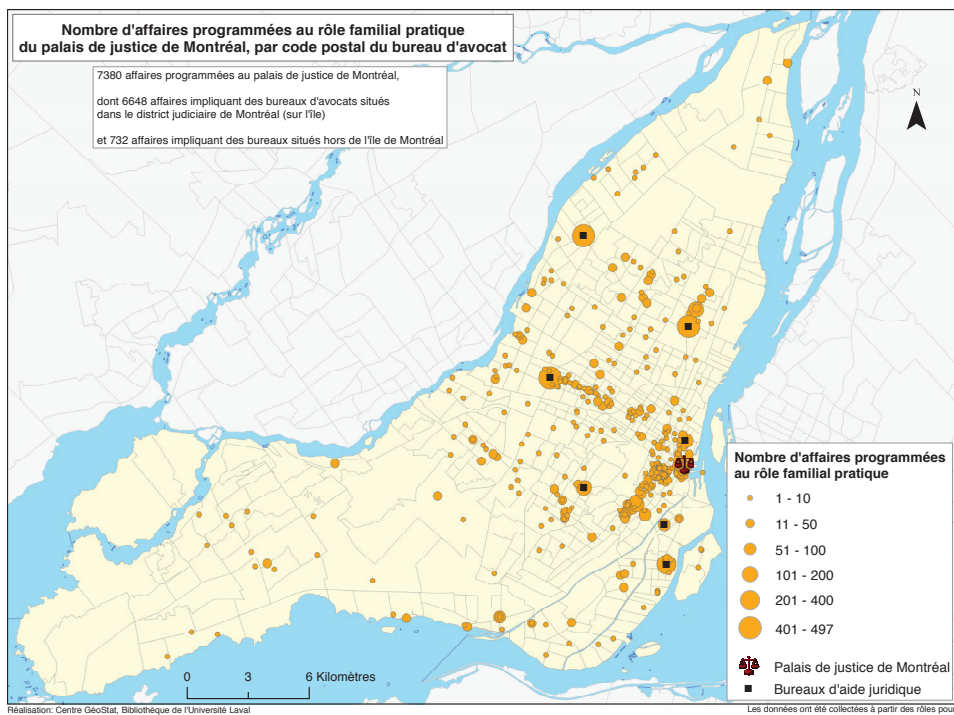 Nombre d'affaires programmées au rôle familial pratique
du palais de justice de Montréal, par code postal du bureau d'avocat
7380 affaires programmées au palais de justice de Montréal,
dont 6648 affaires impliquant des bureaux d'avocats situés
dans le district judiciaire de Montréal (sur l'île)
et 732 affaires impliquant des bureaux situés hors de l'île de Montréal
N
Nombre d'affaires programmées
au rôle familial pratique
1 - 10
11 - 50
51 - 100
101 - 200
201 - 400
401 - 497
Palais de justice de Montréal
Bureaux d'aide juridique
0 3 6 Kilomètres
Réalisation: Centre GéoStat, Bibliothèque de l'Université Laval
Les données ont été collectées à partir des rôles pour